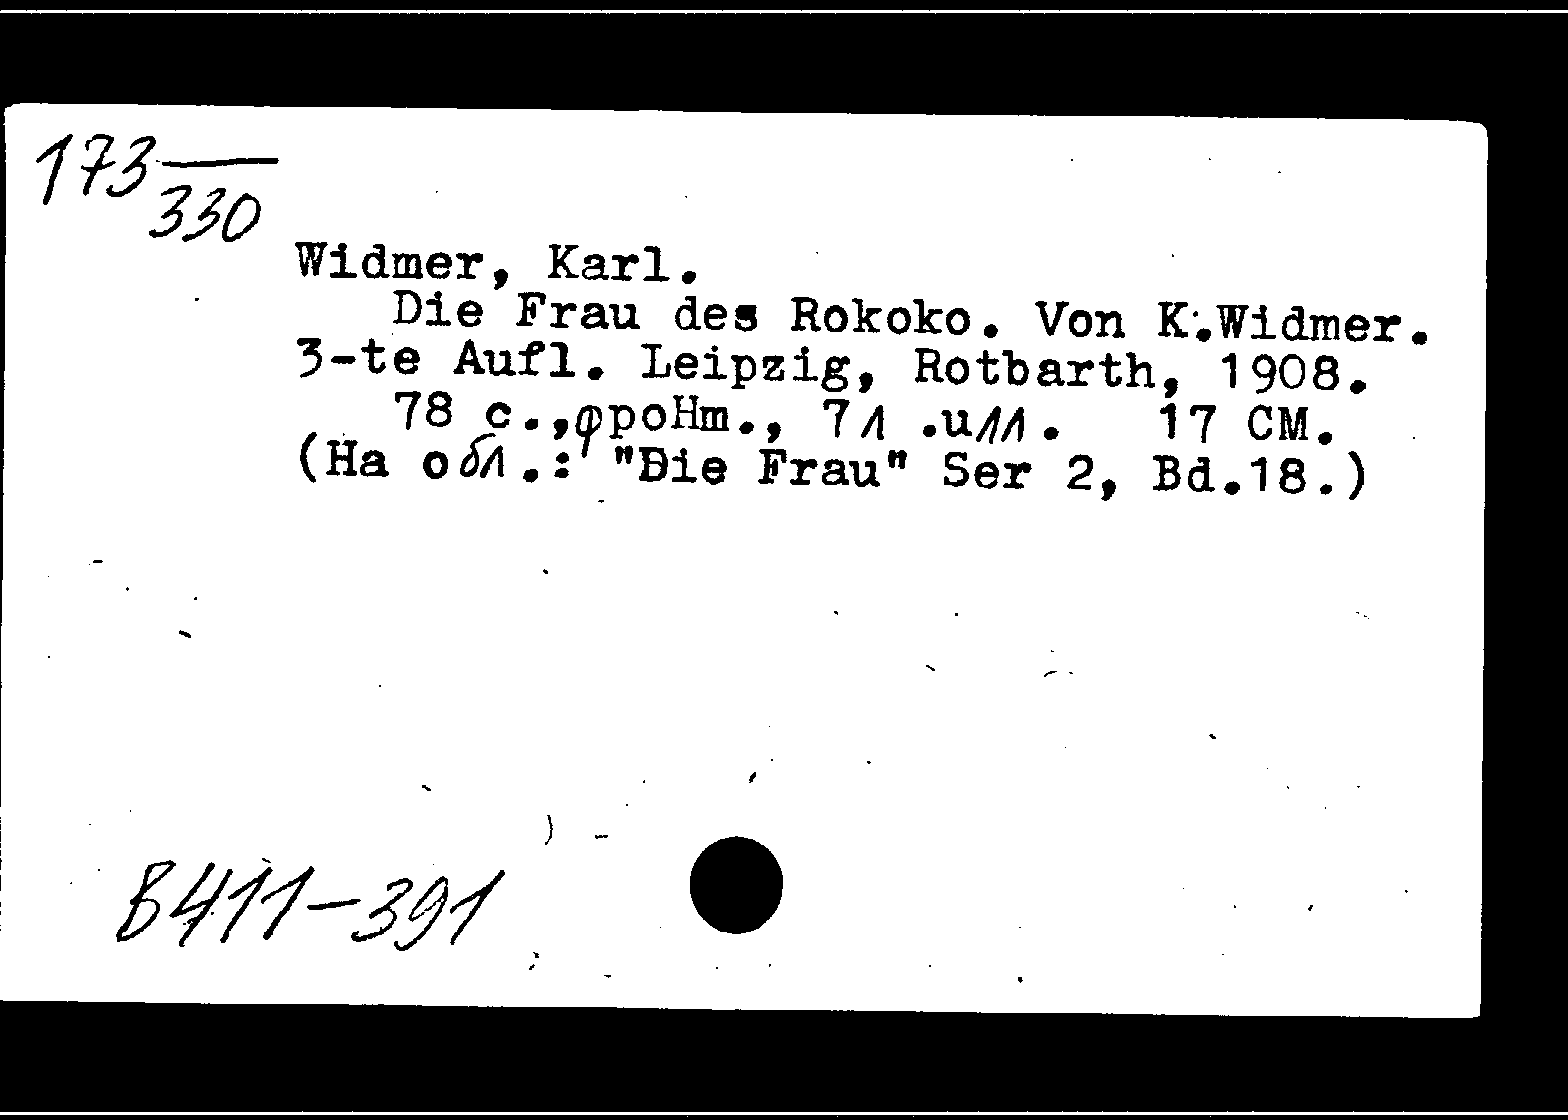 173
330
Widmer, Karl.
Die Frau des Rokoko. Von K.Widmer.
3-te Aufl. Leipzig, Rotbarth, 1908.
78 с.,фронт., 7л .илл. 17 см.
(На обл.: "Die Frau" Ser 2, Bd.18.)
В411-391